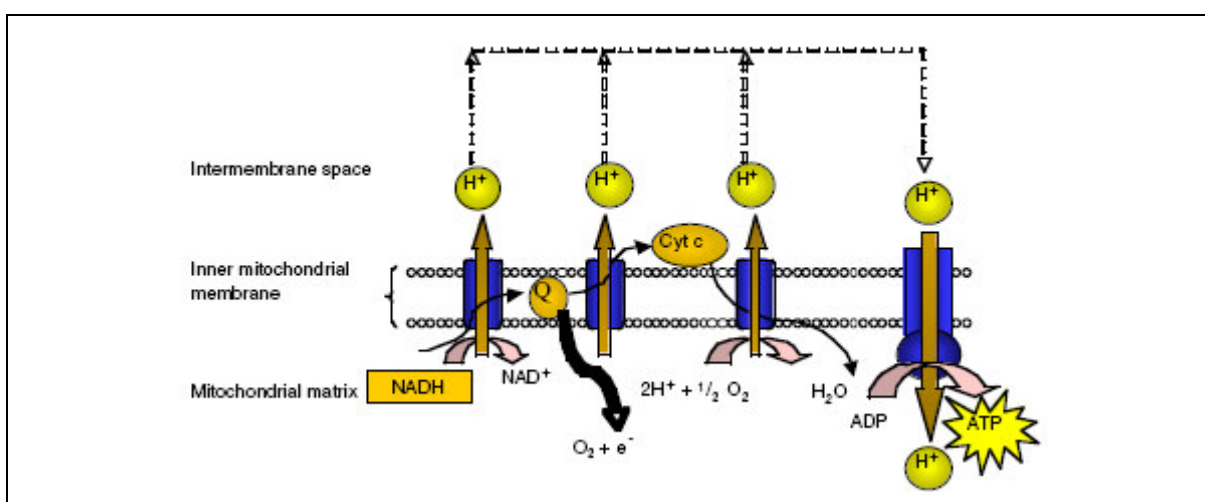 H⁺ H⁺ H⁺ H⁺
Intermembrane space
Cyt c
Inner mitochondrial
membrane
Q
Mitochondrial matrix
NADH
NAD⁺
2H⁺ + ¹/₂ O₂
H₂O
ADP
ATP
O₂ + e⁻
H⁺